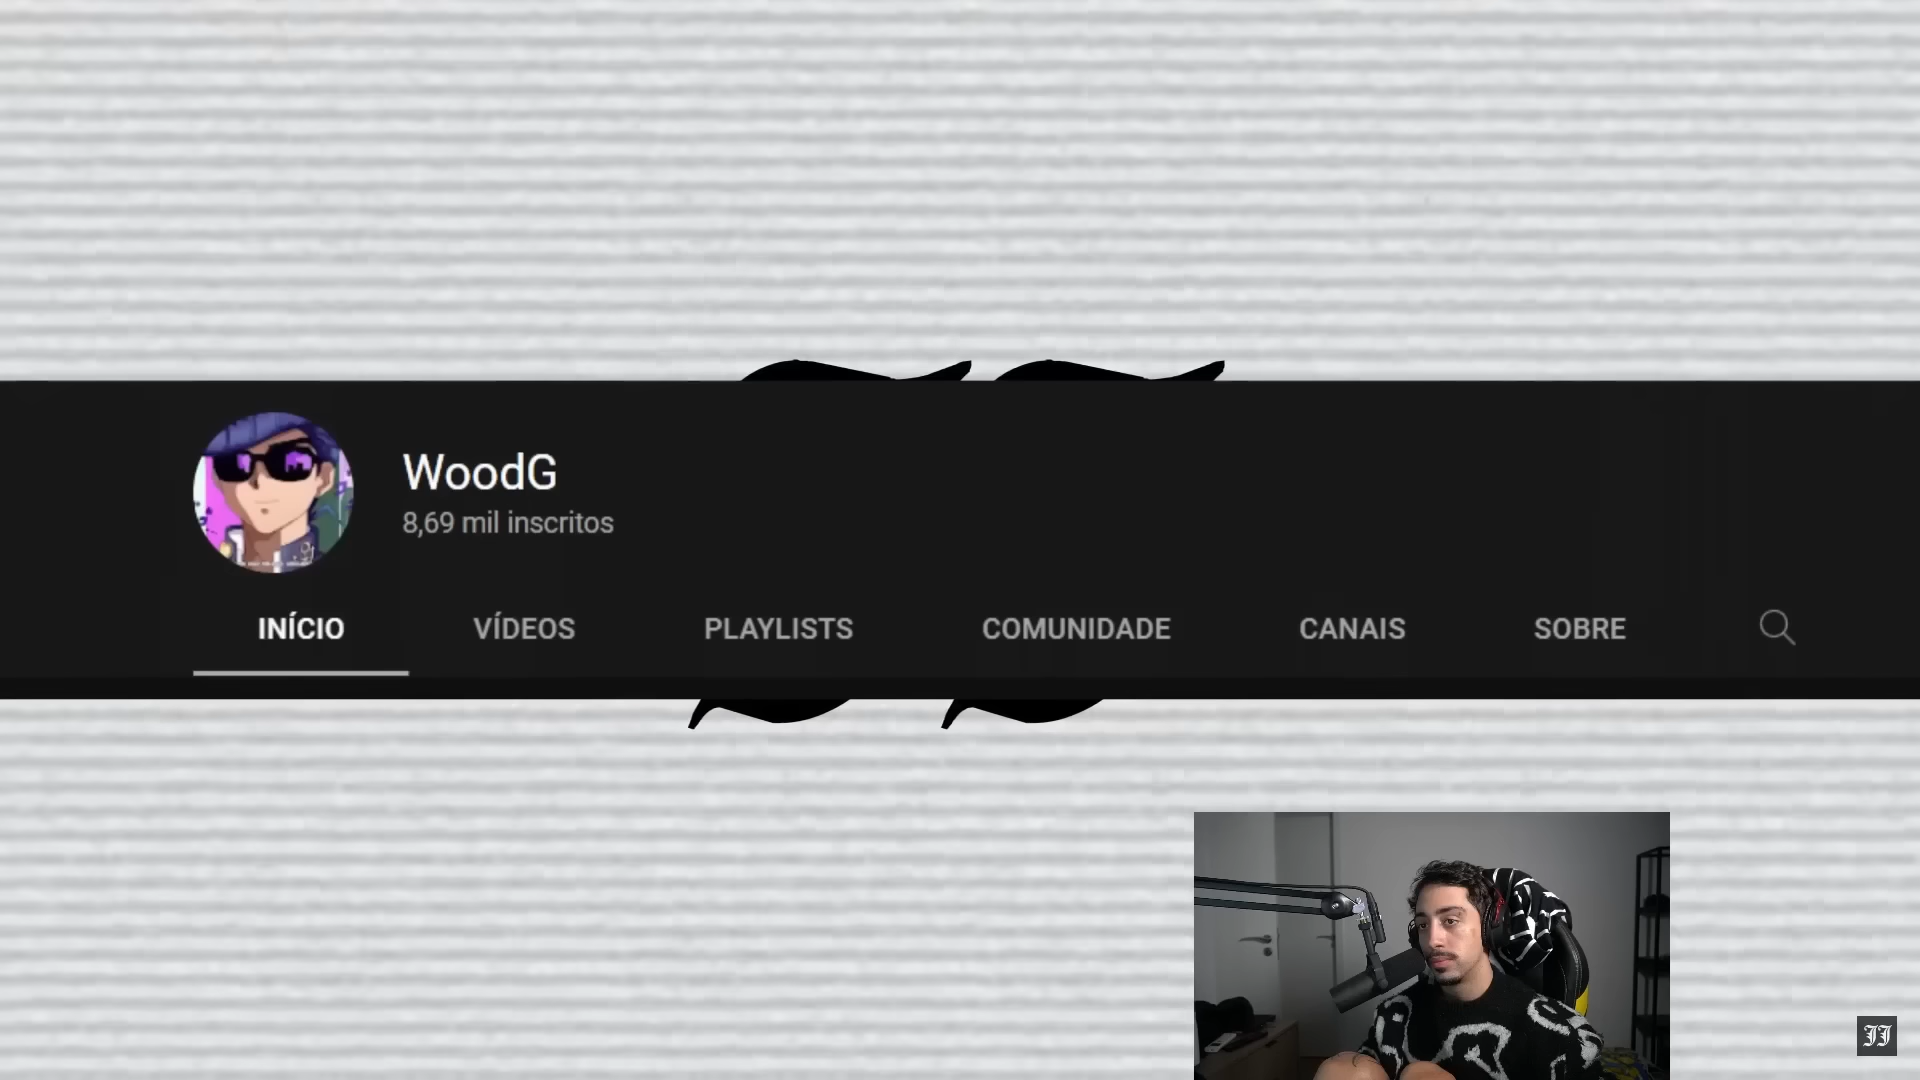 WoodG
8,69 mil inscritos
INÍCIO VÍDEOS PLAYLISTS COMUNIDADE CANAIS SOBRE
JJ